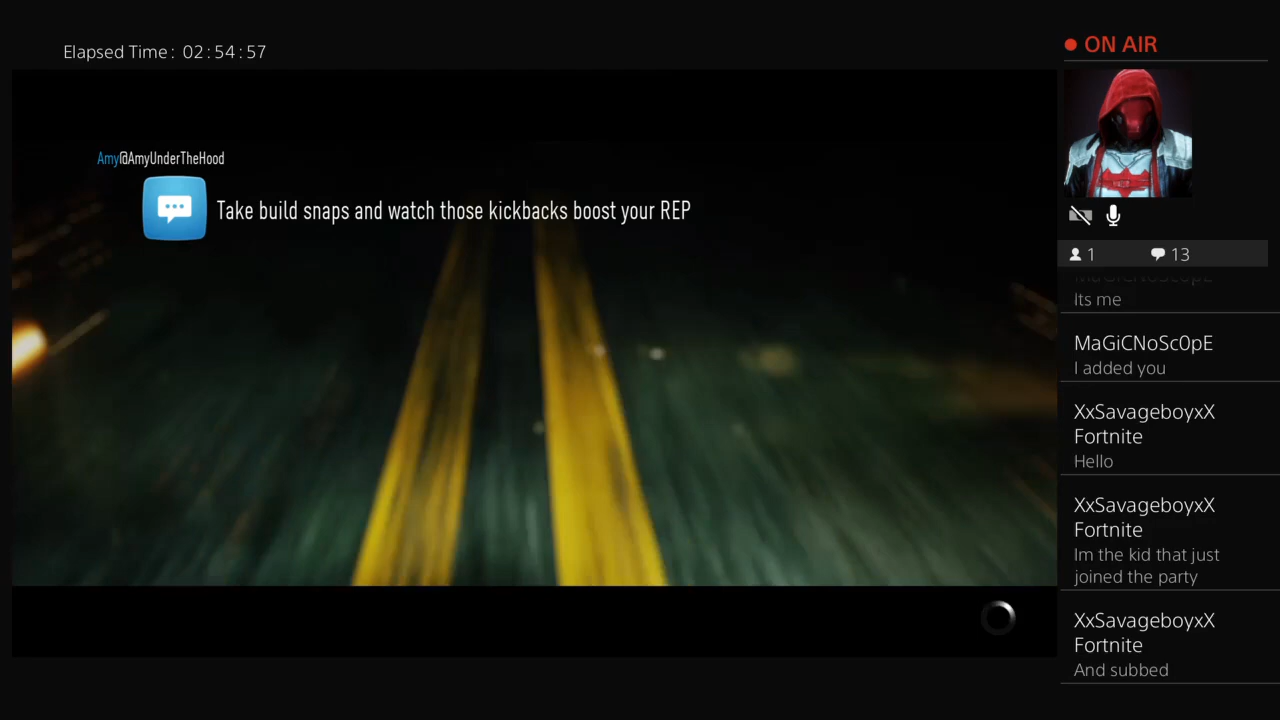 Elapsed Time: 02:54:57
ON AIR
Amy@AmyUnderTheHood
Take build snaps and watch those kickbacks boost your REP
1 13
MaGiCNoSc0pE
Its me
MaGiCNoSc0pE
I added you
XxSavageboyxX
Fortnite
Hello
XxSavageboyxX
Fortnite
Im the kid that just
joined the party
XxSavageboyxX
Fortnite
And subbed